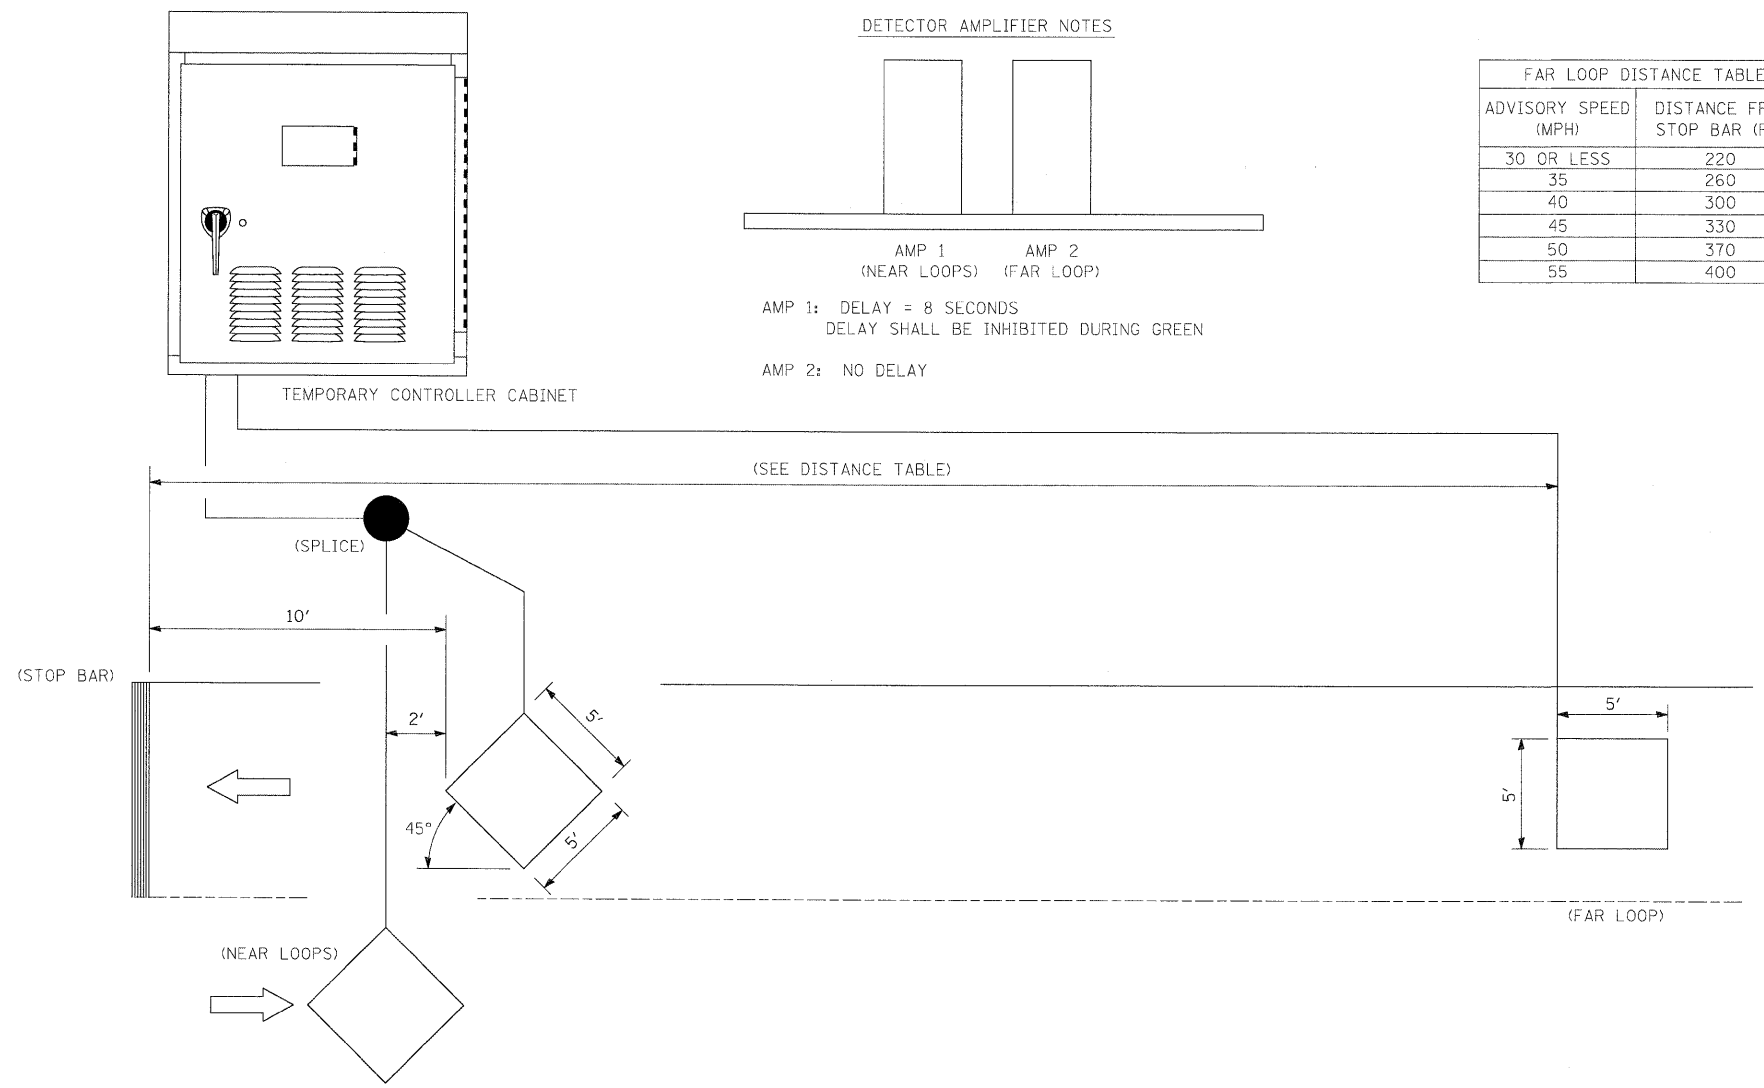 DETECTOR AMPLIFIER NOTES
AMP 1
(NEAR LOOPS)
AMP 2
(FAR LOOP)
AMP 1: DELAY = 8 SECONDS
DELAY SHALL BE INHIBITED DURING GREEN
AMP 2: NO DELAY
FAR LOOP DISTANCE TABLE
ADVISORY SPEED
(MPH)
DISTANCE
STOP BAR
30 OR LESS 220
35 260
40 300
45 330
50 370
55 400
TEMPORARY CONTROLLER CABINET
(SEE DISTANCE TABLE)
(SPLICE)
10'
(STOP BAR)
2'
5'
5'
45°
5'
5'
(FAR LOOP)
(NEAR LOOPS)